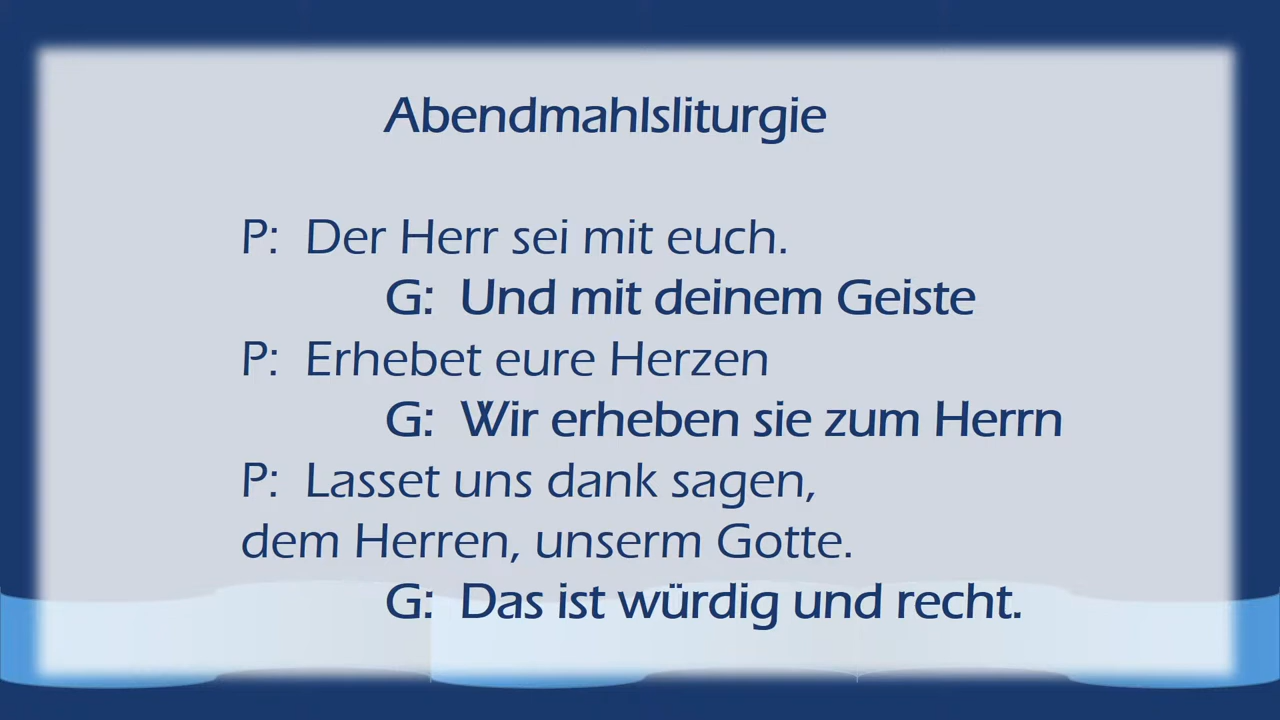 Abendmahlsliturgie
P: Der Herr sei mit euch.
G: Und mit deinem Geiste
P: Erhebet eure Herzen
G: Wir erheben sie zum Herrn
P: Lasset uns dank sagen,
dem Herren, unserm Gotte.
G: Das ist würdig und recht.